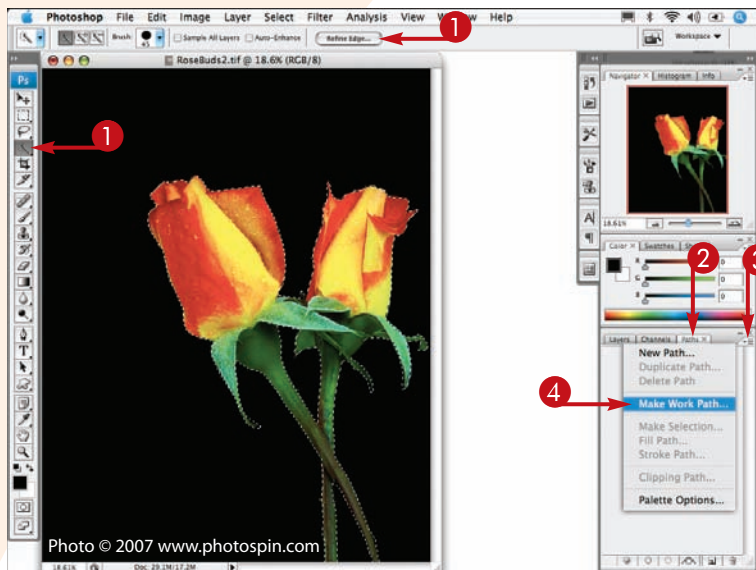 Photoshop File Edit Image Layer Select Filter Analysis View Window Help
Brush: 45 Sample All Layers Auto-Enhance Refine Edge... Workspace
1
RoseBuds2.tif @ 18.6% (RGB/8)
Ps
Navigator × Histogram Info
1
18.61%
Color × Swatches
R 0
G 0
B 0
2
3
Layers Channels Paths ×
New Path...
Duplicate Path...
Delete Path
4
Make Work Path...
Make Selection...
Fill Path...
Stroke Path...
Clipping Path...
Palette Options...
Photo © 2007 www.photospin.com
18.61% Doc: 29.1M/17.2M